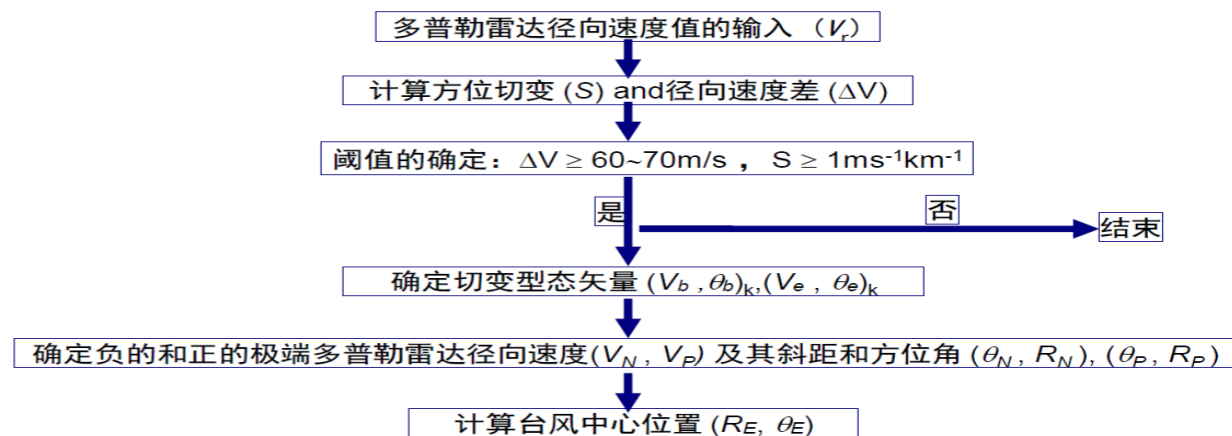 多普勒雷达径向速度值的输入（Vr）
计算方位切变 (S) and径向速度差 (ΔV)
阈值的确定：ΔV ≥ 60~70m/s ，S ≥ 1ms-1km-1
是
否
结束
确定切变型态矢量 (Vb ,θb)k,(Ve , θe)k
确定负的和正的极端多普勒雷达径向速度(VN , VP) 及其斜距和方位角 (θN , RN), (θP , RP)
计算台风中心位置 (RE, θE)